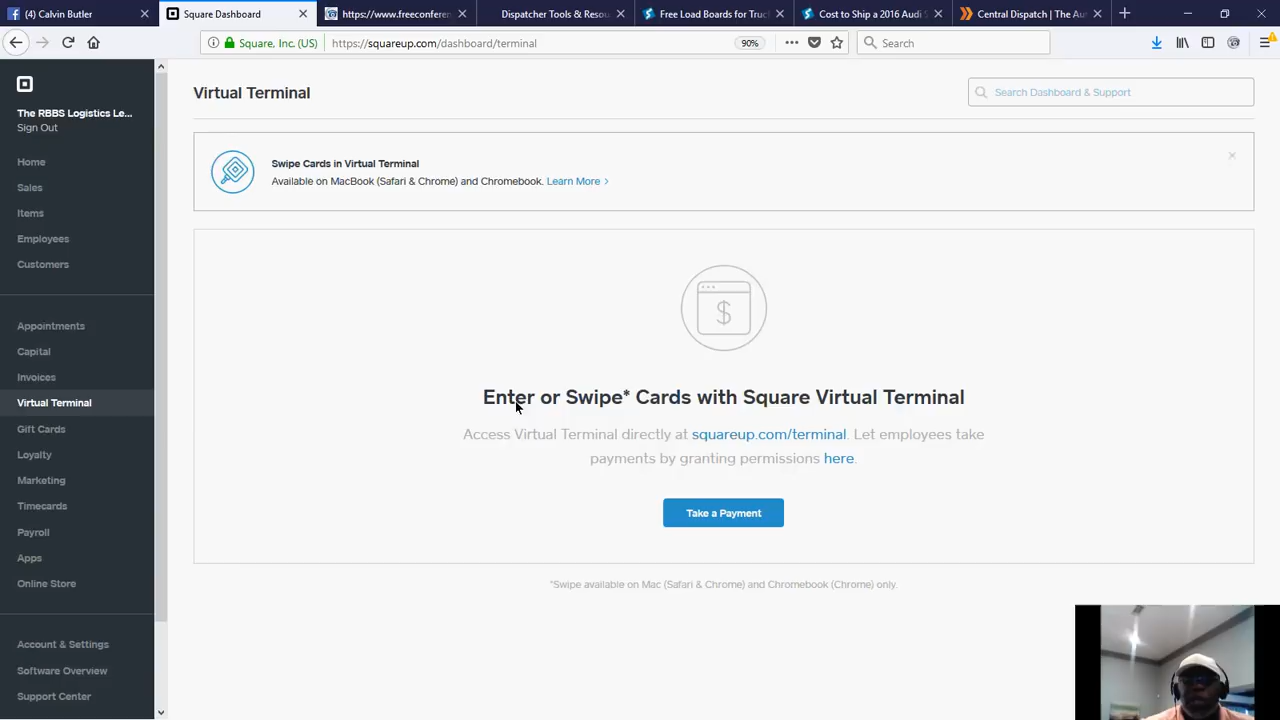 (4) Calvin Butler
Square Dashboard
https://www.freeconferen
Dispatcher Tools & Resou
Free Load Boards for Truck
Cost to Ship a 2016 Audi S
Central Dispatch | The Aut
Square, Inc. (US)
https://squareup.com/dashboard/terminal
90%
Search
The RBBS Logistics Le...
Sign Out
Home
Sales
Items
Employees
Customers
Appointments
Capital
Invoices
Virtual Terminal
Gift Cards
Loyalty
Marketing
Timecards
Payroll
Apps
Online Store
Account & Settings
Software Overview
Support Center
Virtual Terminal
Search Dashboard & Support
Swipe Cards in Virtual Terminal
Available on MacBook (Safari & Chrome) and Chromebook. Learn More >
$
Enter or Swipe* Cards with Square Virtual Terminal
Access Virtual Terminal directly at squareup.com/terminal. Let employees take
payments by granting permissions here.
Take a Payment
*Swipe available on Mac (Safari & Chrome) and Chromebook (Chrome) only.